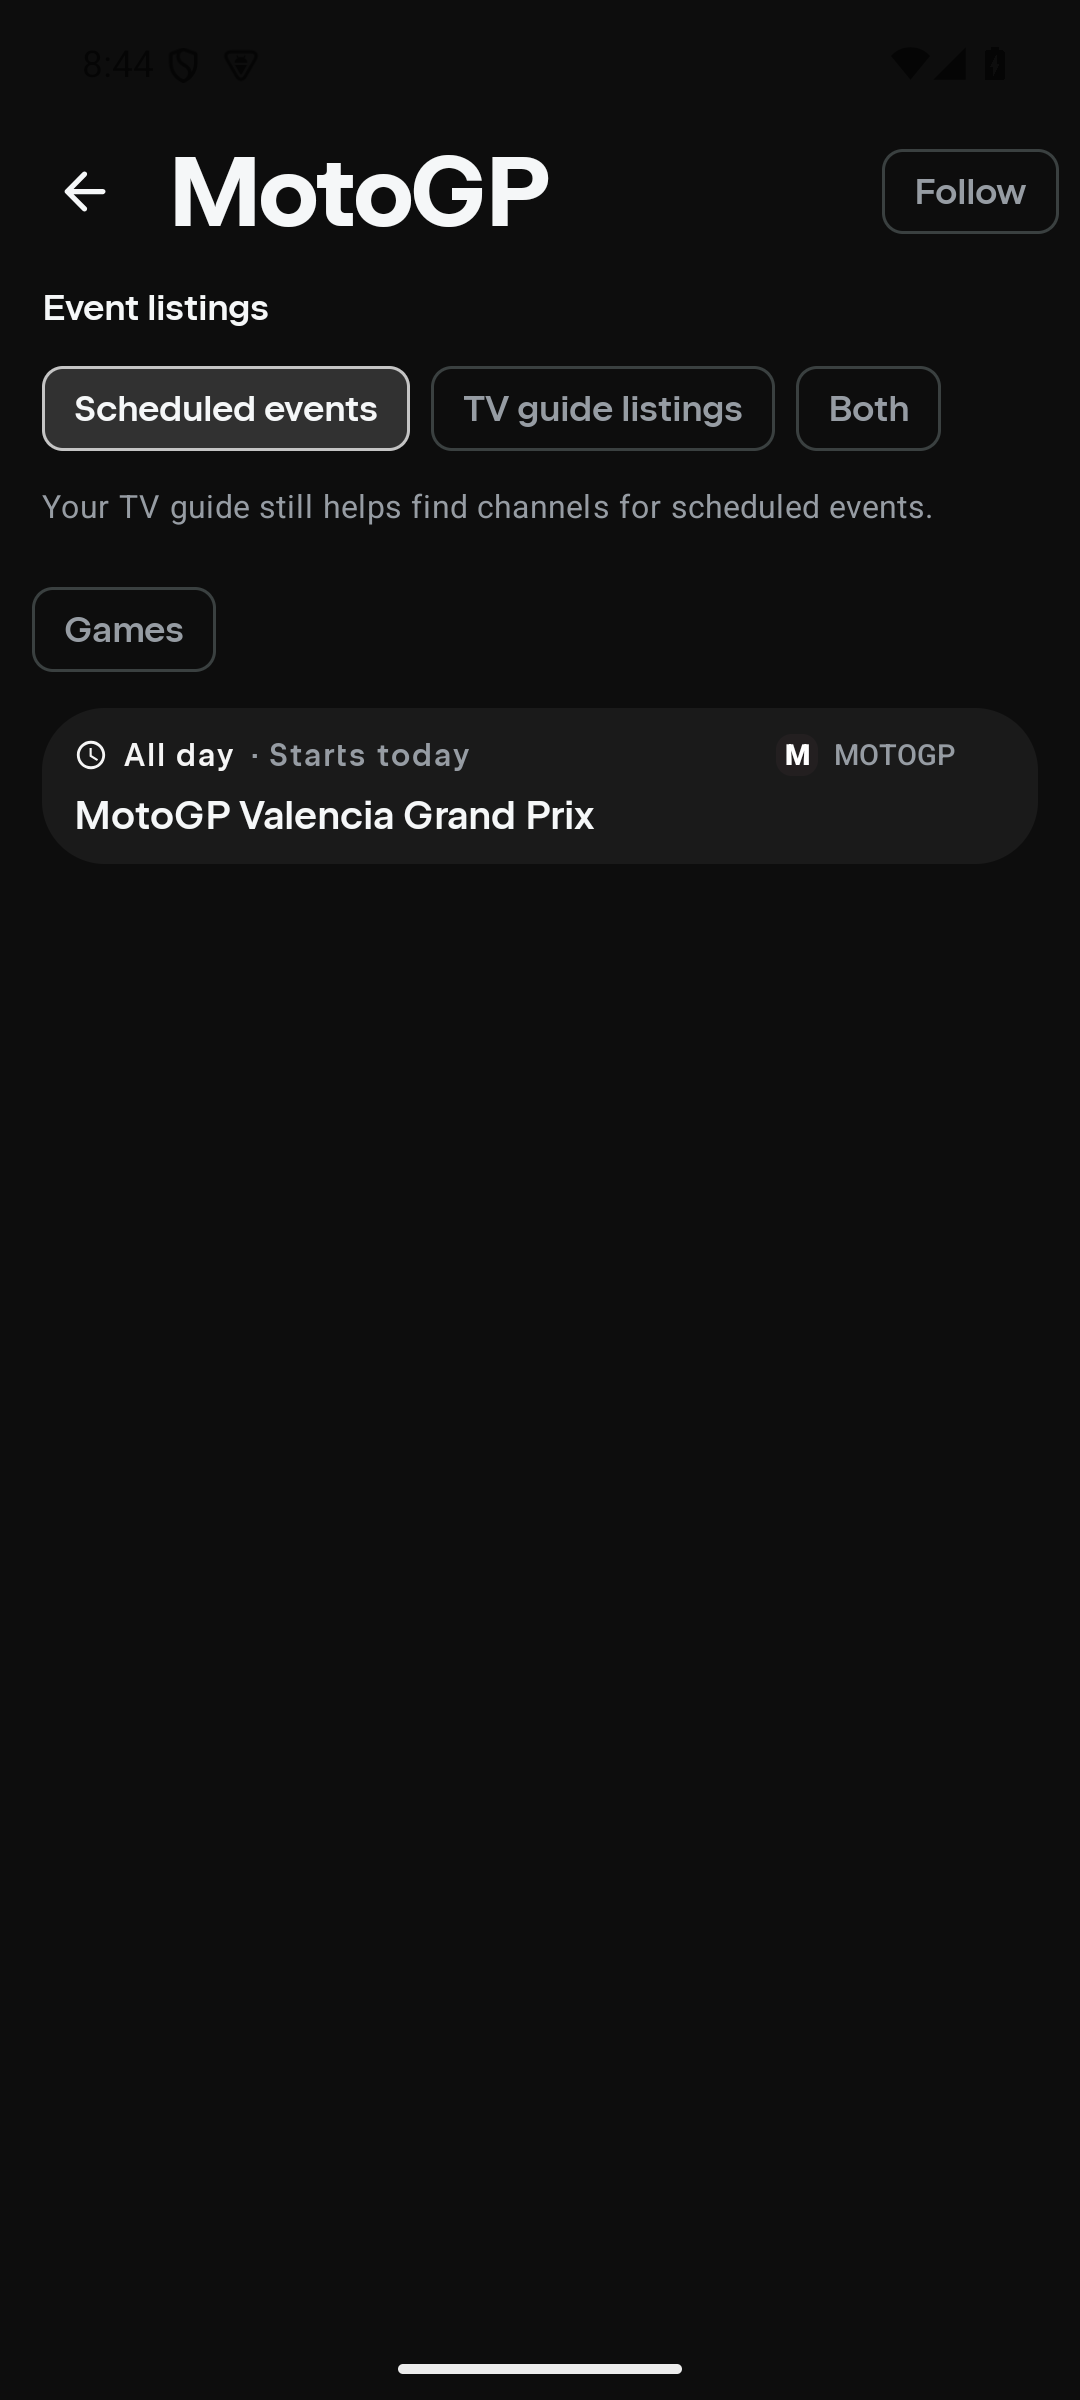 8:44
MotoGP
Follow
Event listings
Scheduled events
TV guide listings
Both
Your TV guide still helps find channels for scheduled events.
Games
All day · Starts today
M MOTOGP
MotoGP Valencia Grand Prix